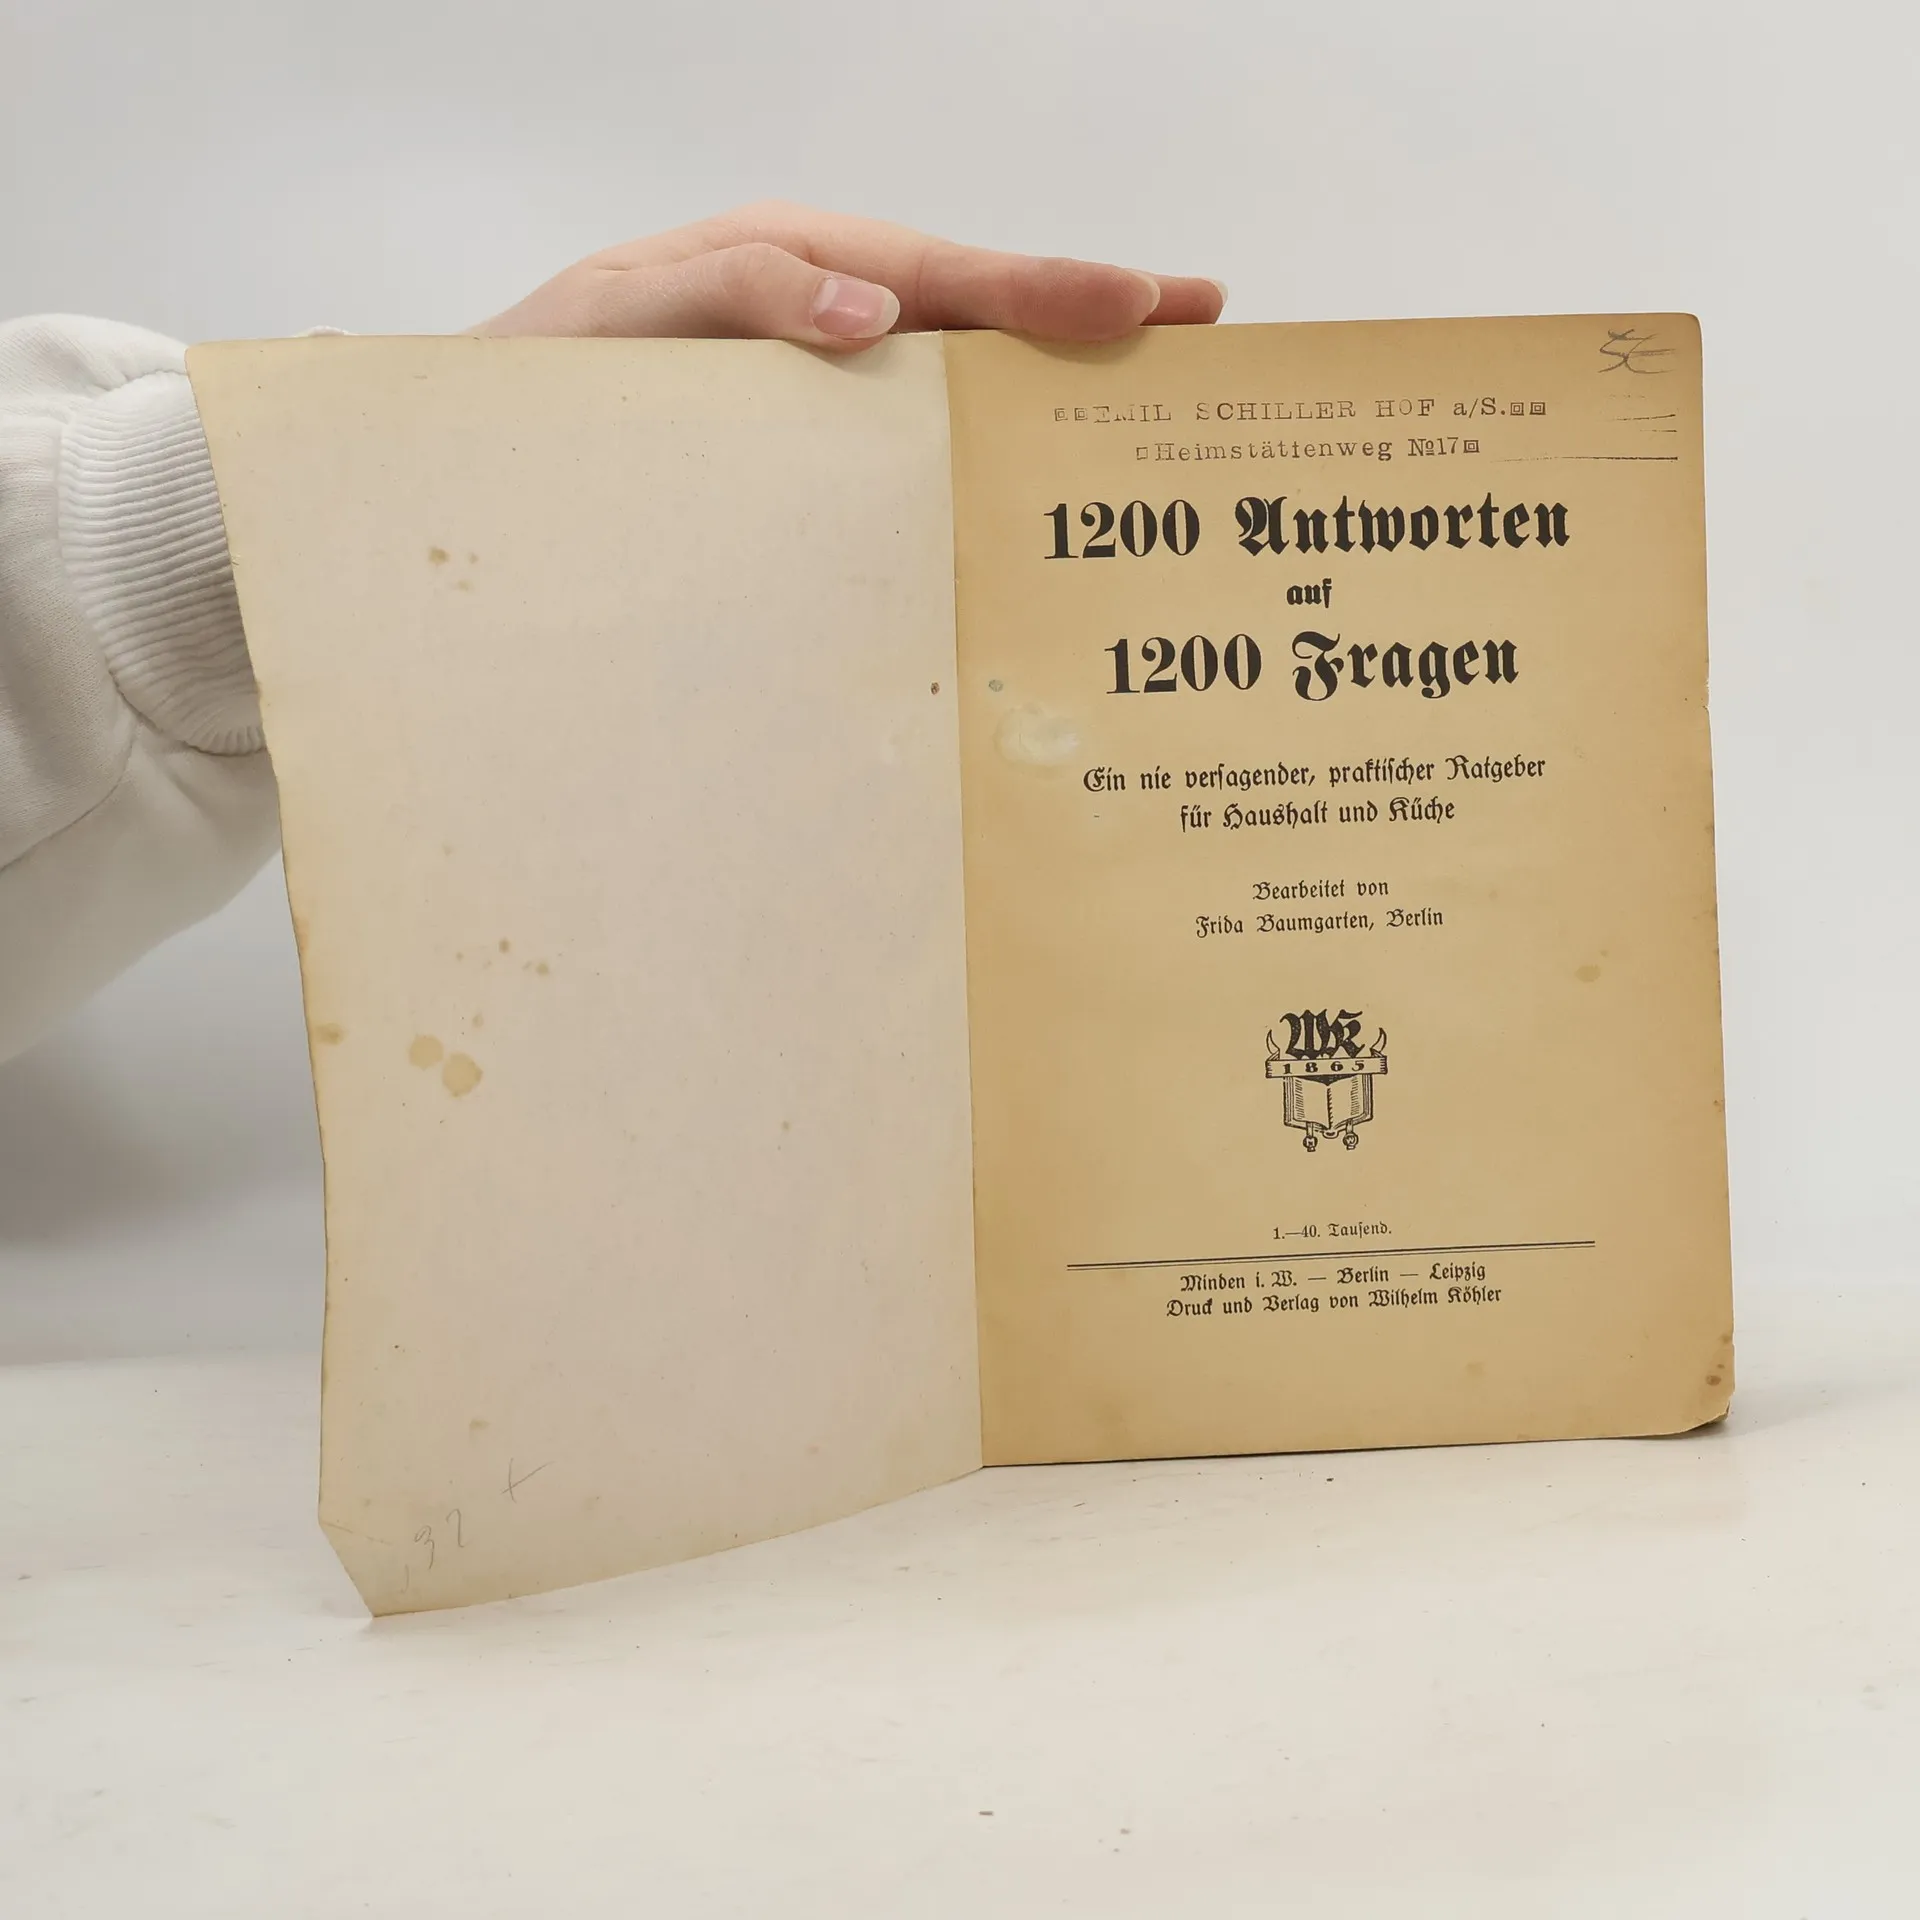 EMIL SCHILLER HOF a/S.
Heimstättenweg №17
1200 Antworten
auf
1200 Fragen
Ein nie versagender, praktischer Ratgeber
für Haushalt und Küche
Bearbeitet von
Frida Baumgarten, Berlin
WK
1865
1.—40. Tausend.
Minden i. W. — Berlin — Leipzig
Druck und Verlag von Wilhelm Köhler